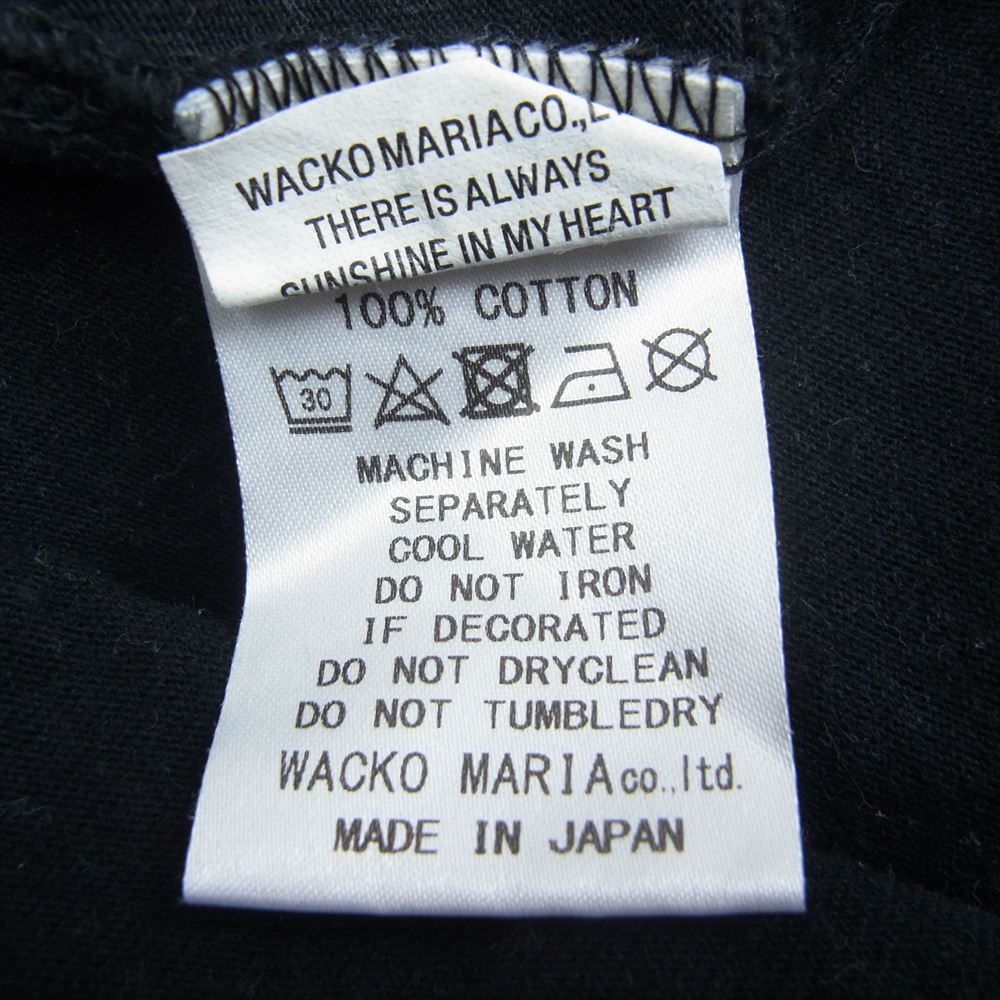 WACKO MARIA CO.,L
THERE IS ALWAYS
SUNSHINE IN MY HEART
100% COTTON
30
MACHINE WASH
SEPARATELY
COOL WATER
DO NOT IRON
IF DECORATED
DO NOT DRYCLEAN
DO NOT TUMBLEDRY
WACKO MARIA co.,ltd.
MADE IN JAPAN